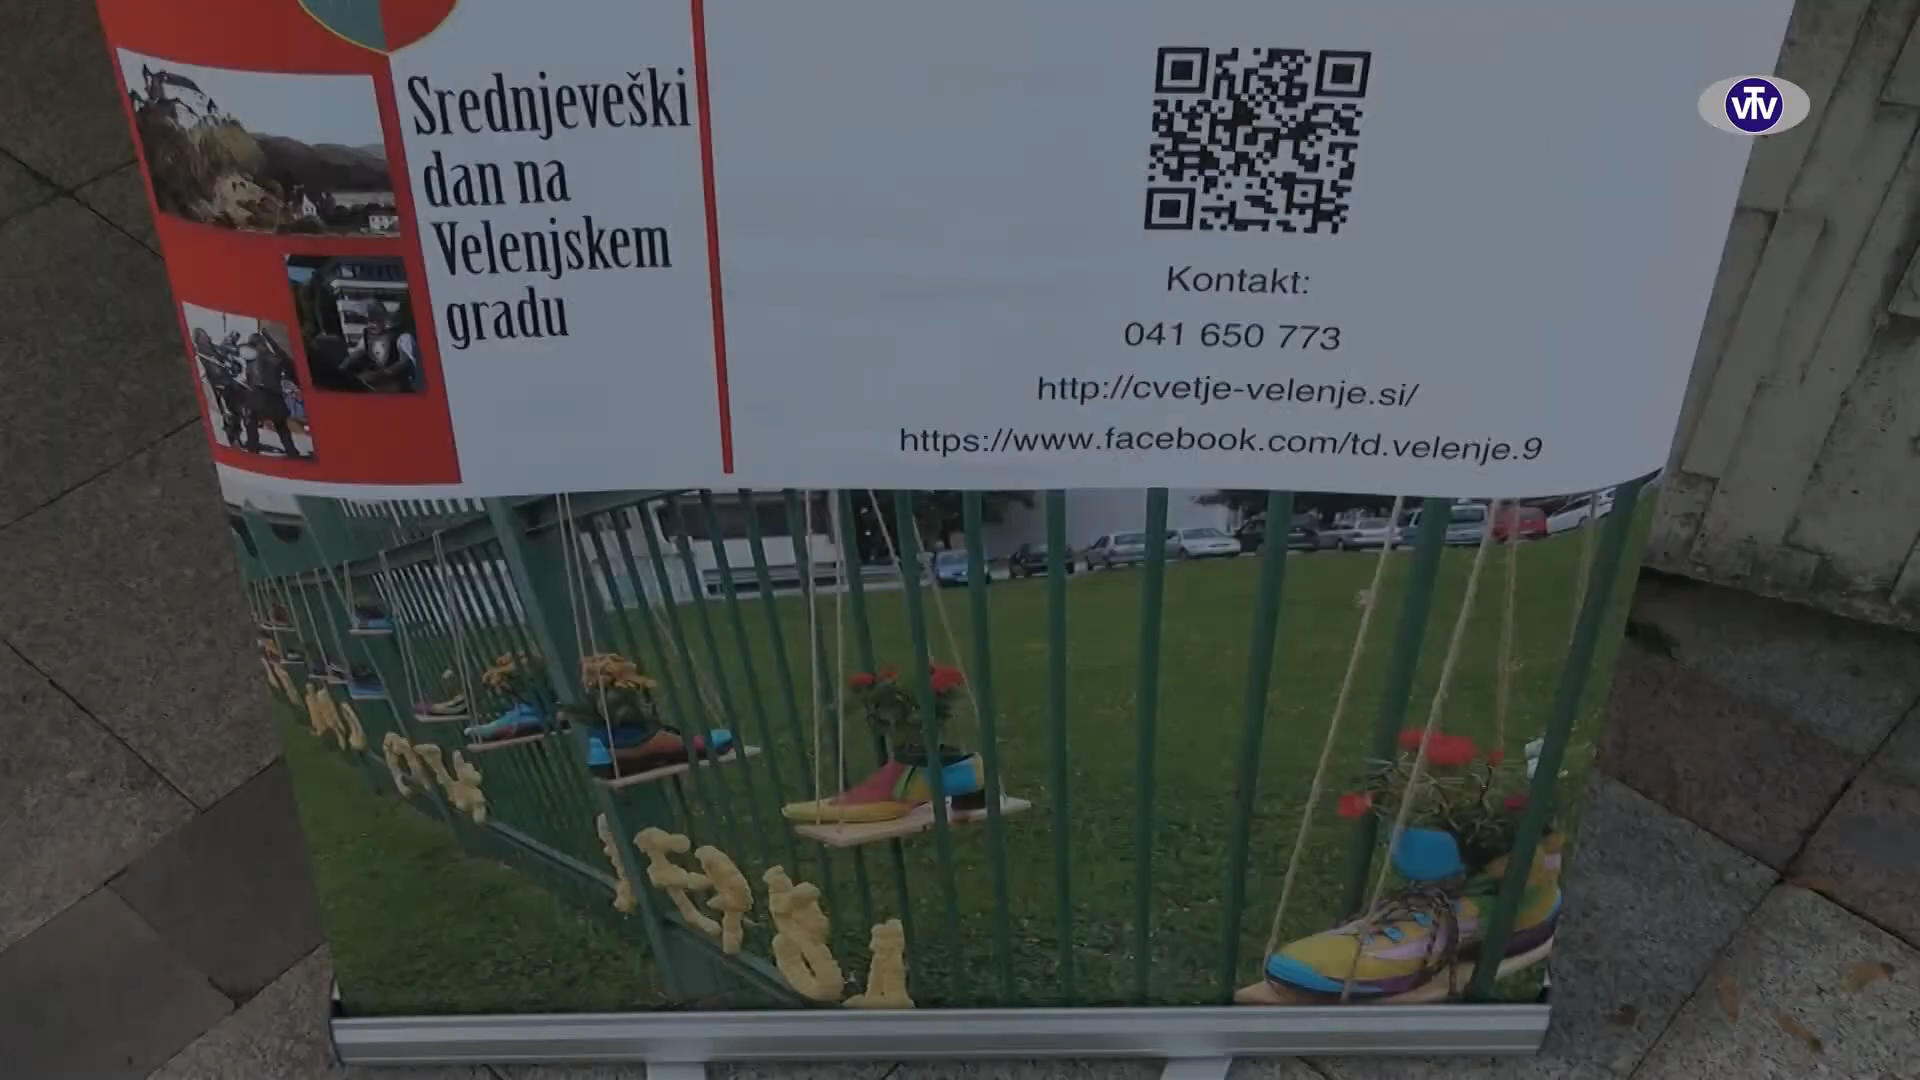 Srednjeveški
dan na
Velenjskem
gradu
Kontakt:
041 650 773
http://cvetje-velenje.si/
https://www.facebook.com/td.velenje.9
VTV